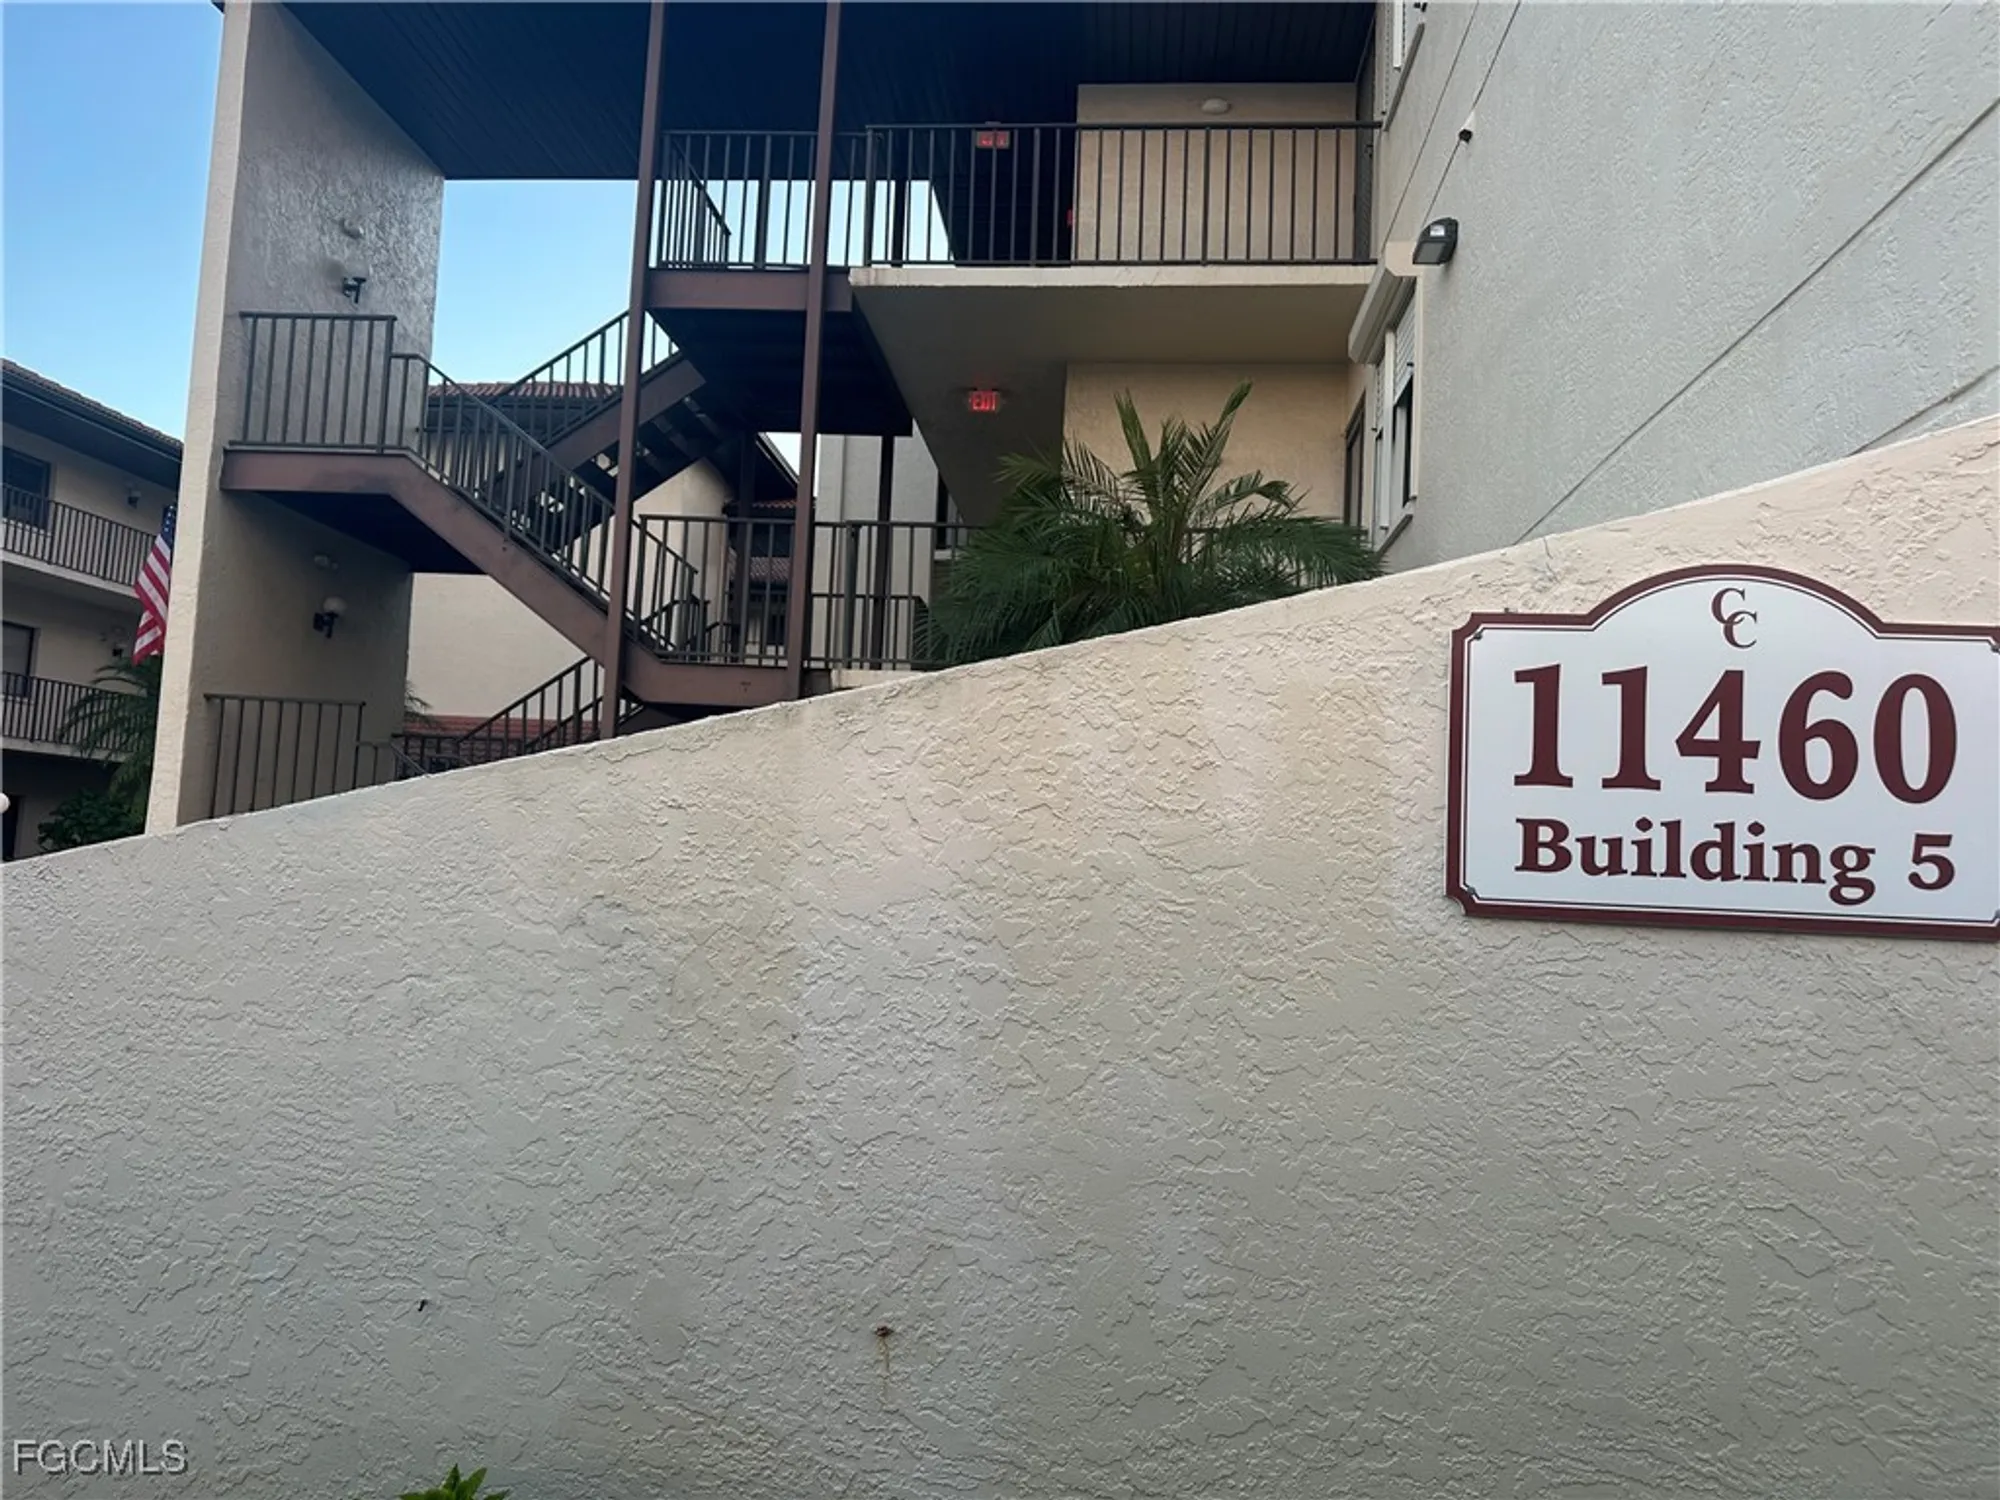 EXIT
CC
11460
Building 5
FGCMLS